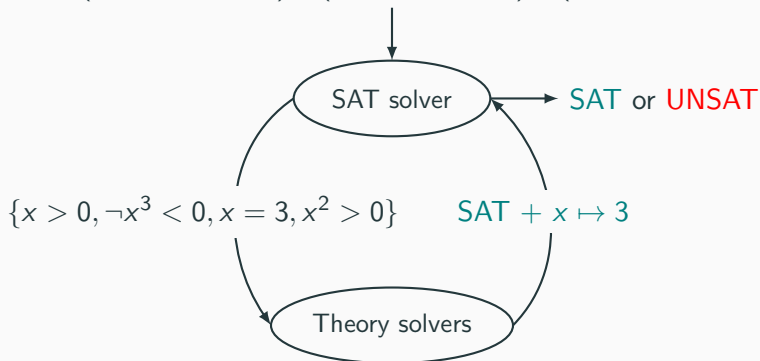 SAT solver
SAT or UNSAT
{x > 0, ¬x³ < 0, x = 3, x² > 0}
SAT + x ↦ 3
Theory solvers